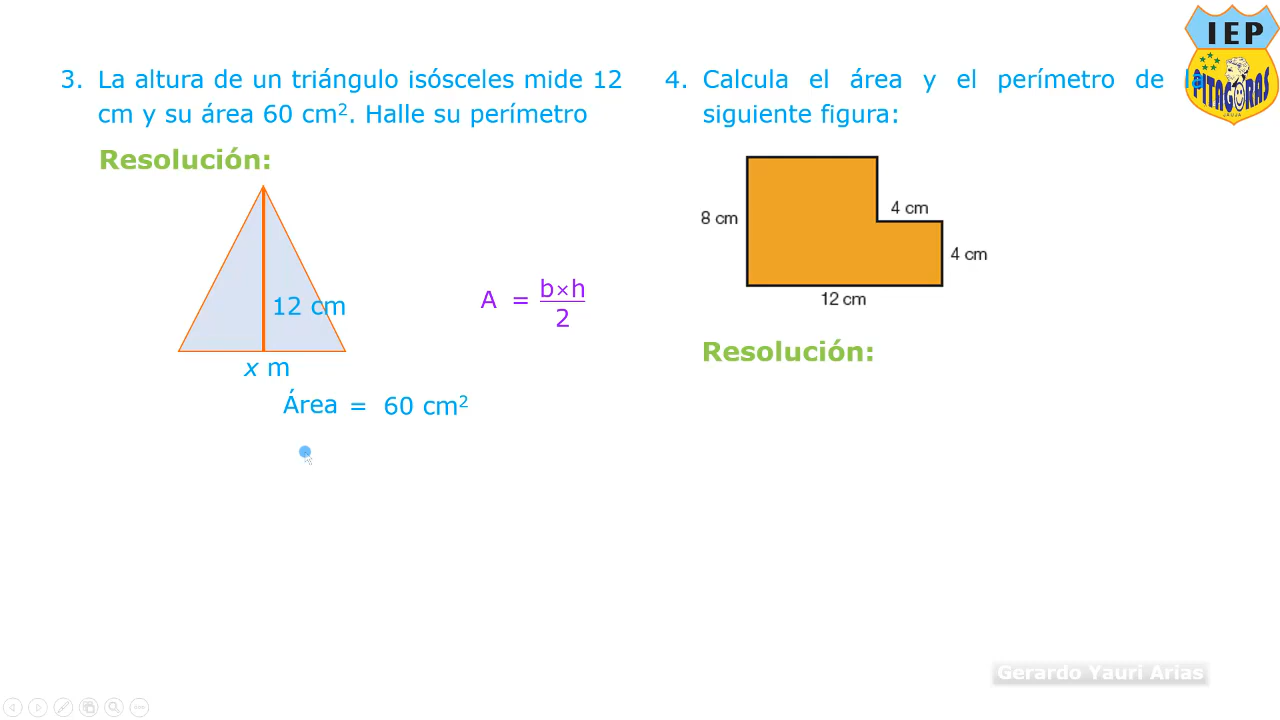 3. La altura de un triángulo isósceles mide 12
cm y su área 60 cm². Halle su perímetro
Resolución:
12 cm
x m
A = b×h
2
Área = 60 cm²
4. Calcula el área y el perímetro de la
siguiente figura:
8 cm
4 cm
4 cm
12 cm
Resolución:
IEP
PITAGORAS
JAUJA
Gerardo Yauri Arias